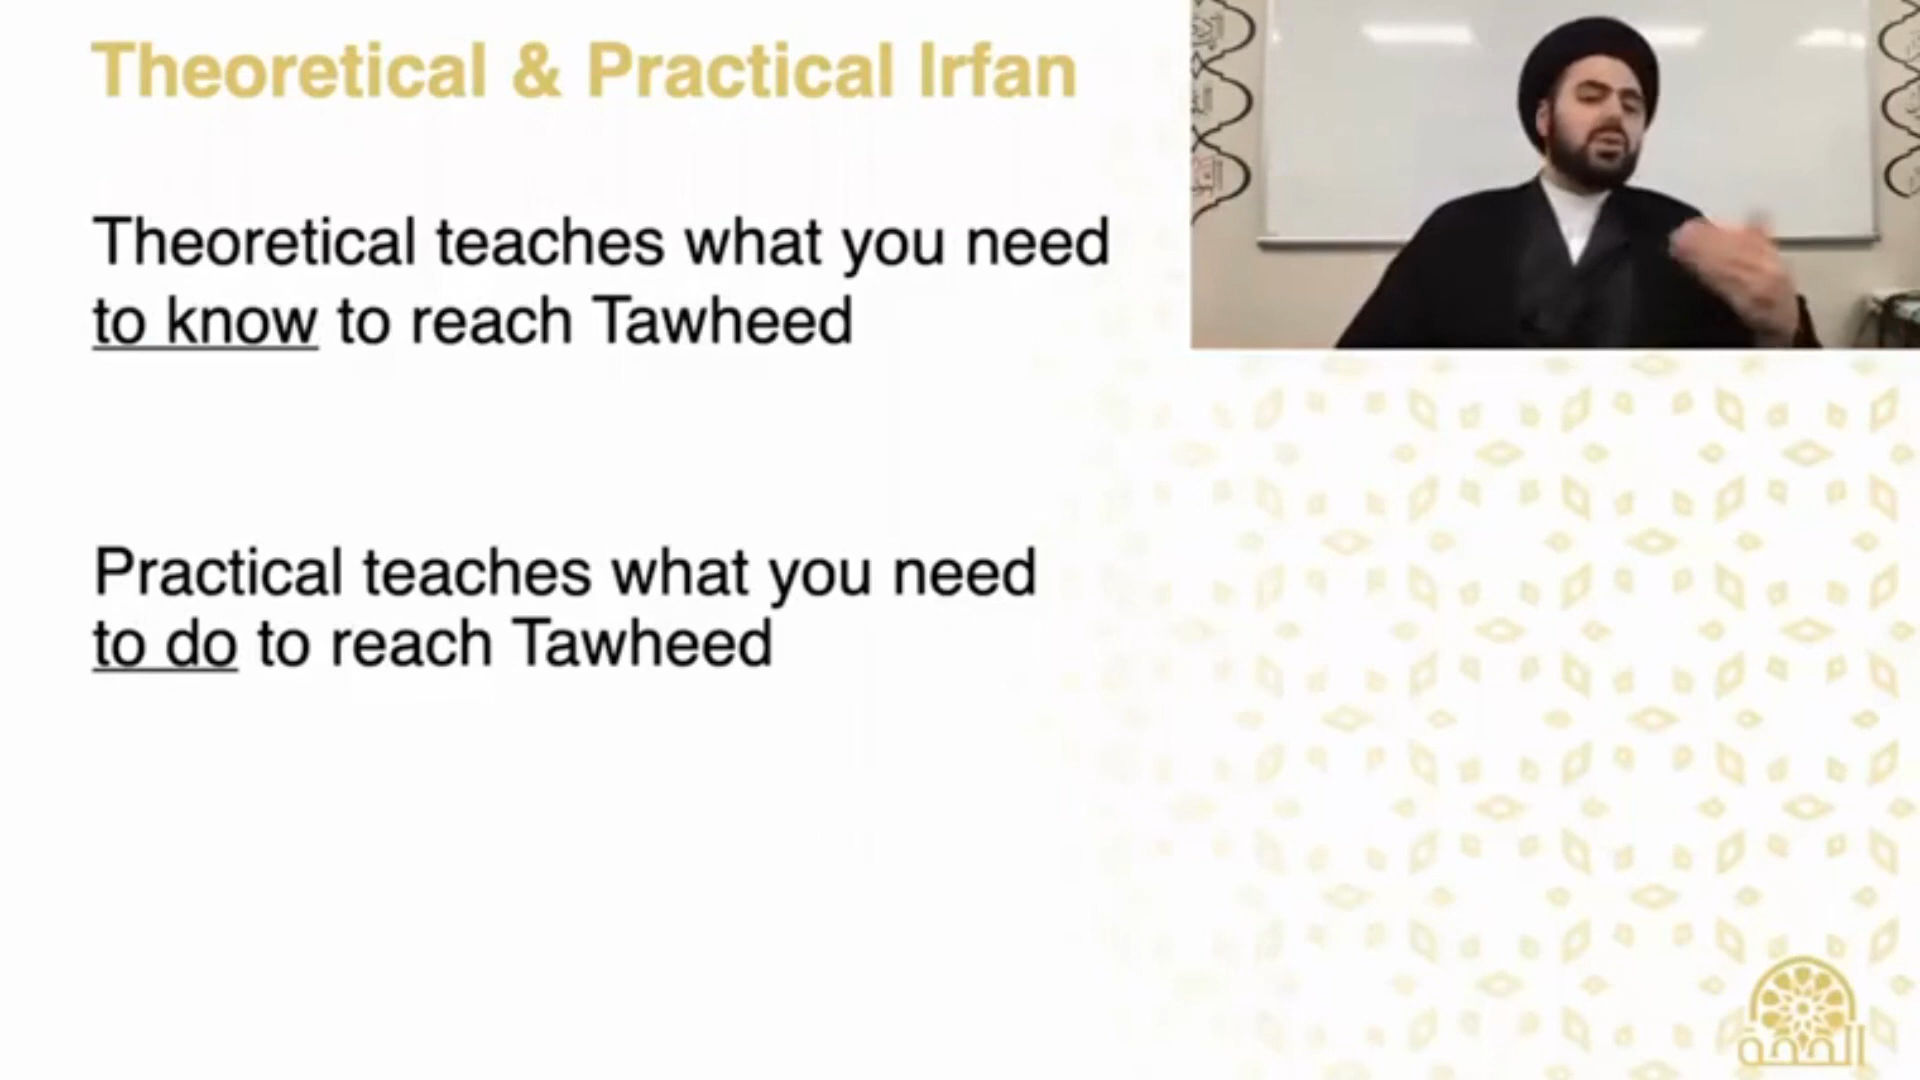 Theoretical & Practical Irfan
Theoretical teaches what you need
to know to reach Tawheed
Practical teaches what you need
to do to reach Tawheed